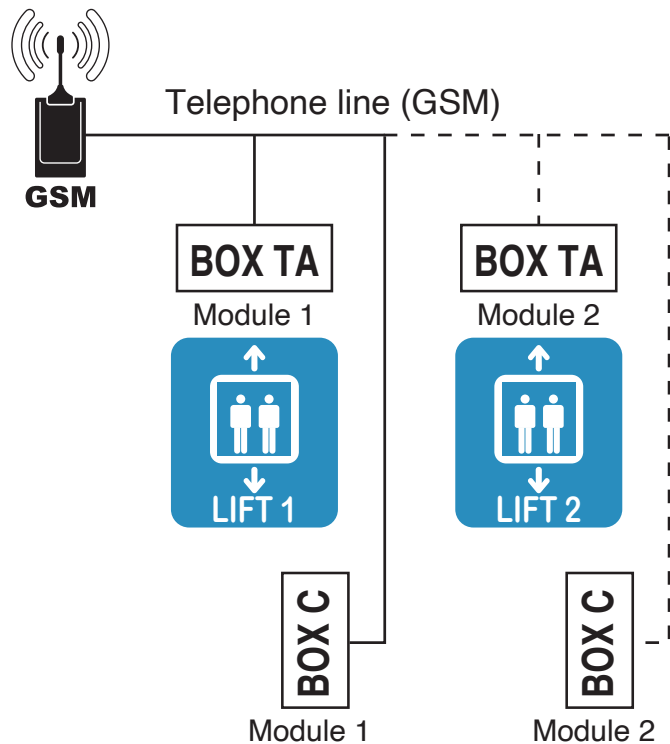 Telephone line (GSM)
GSM
BOX TA
BOX TA
Module 1
Module 2
LIFT 1
LIFT 2
BOX C
BOX C
Module 1
Module 2